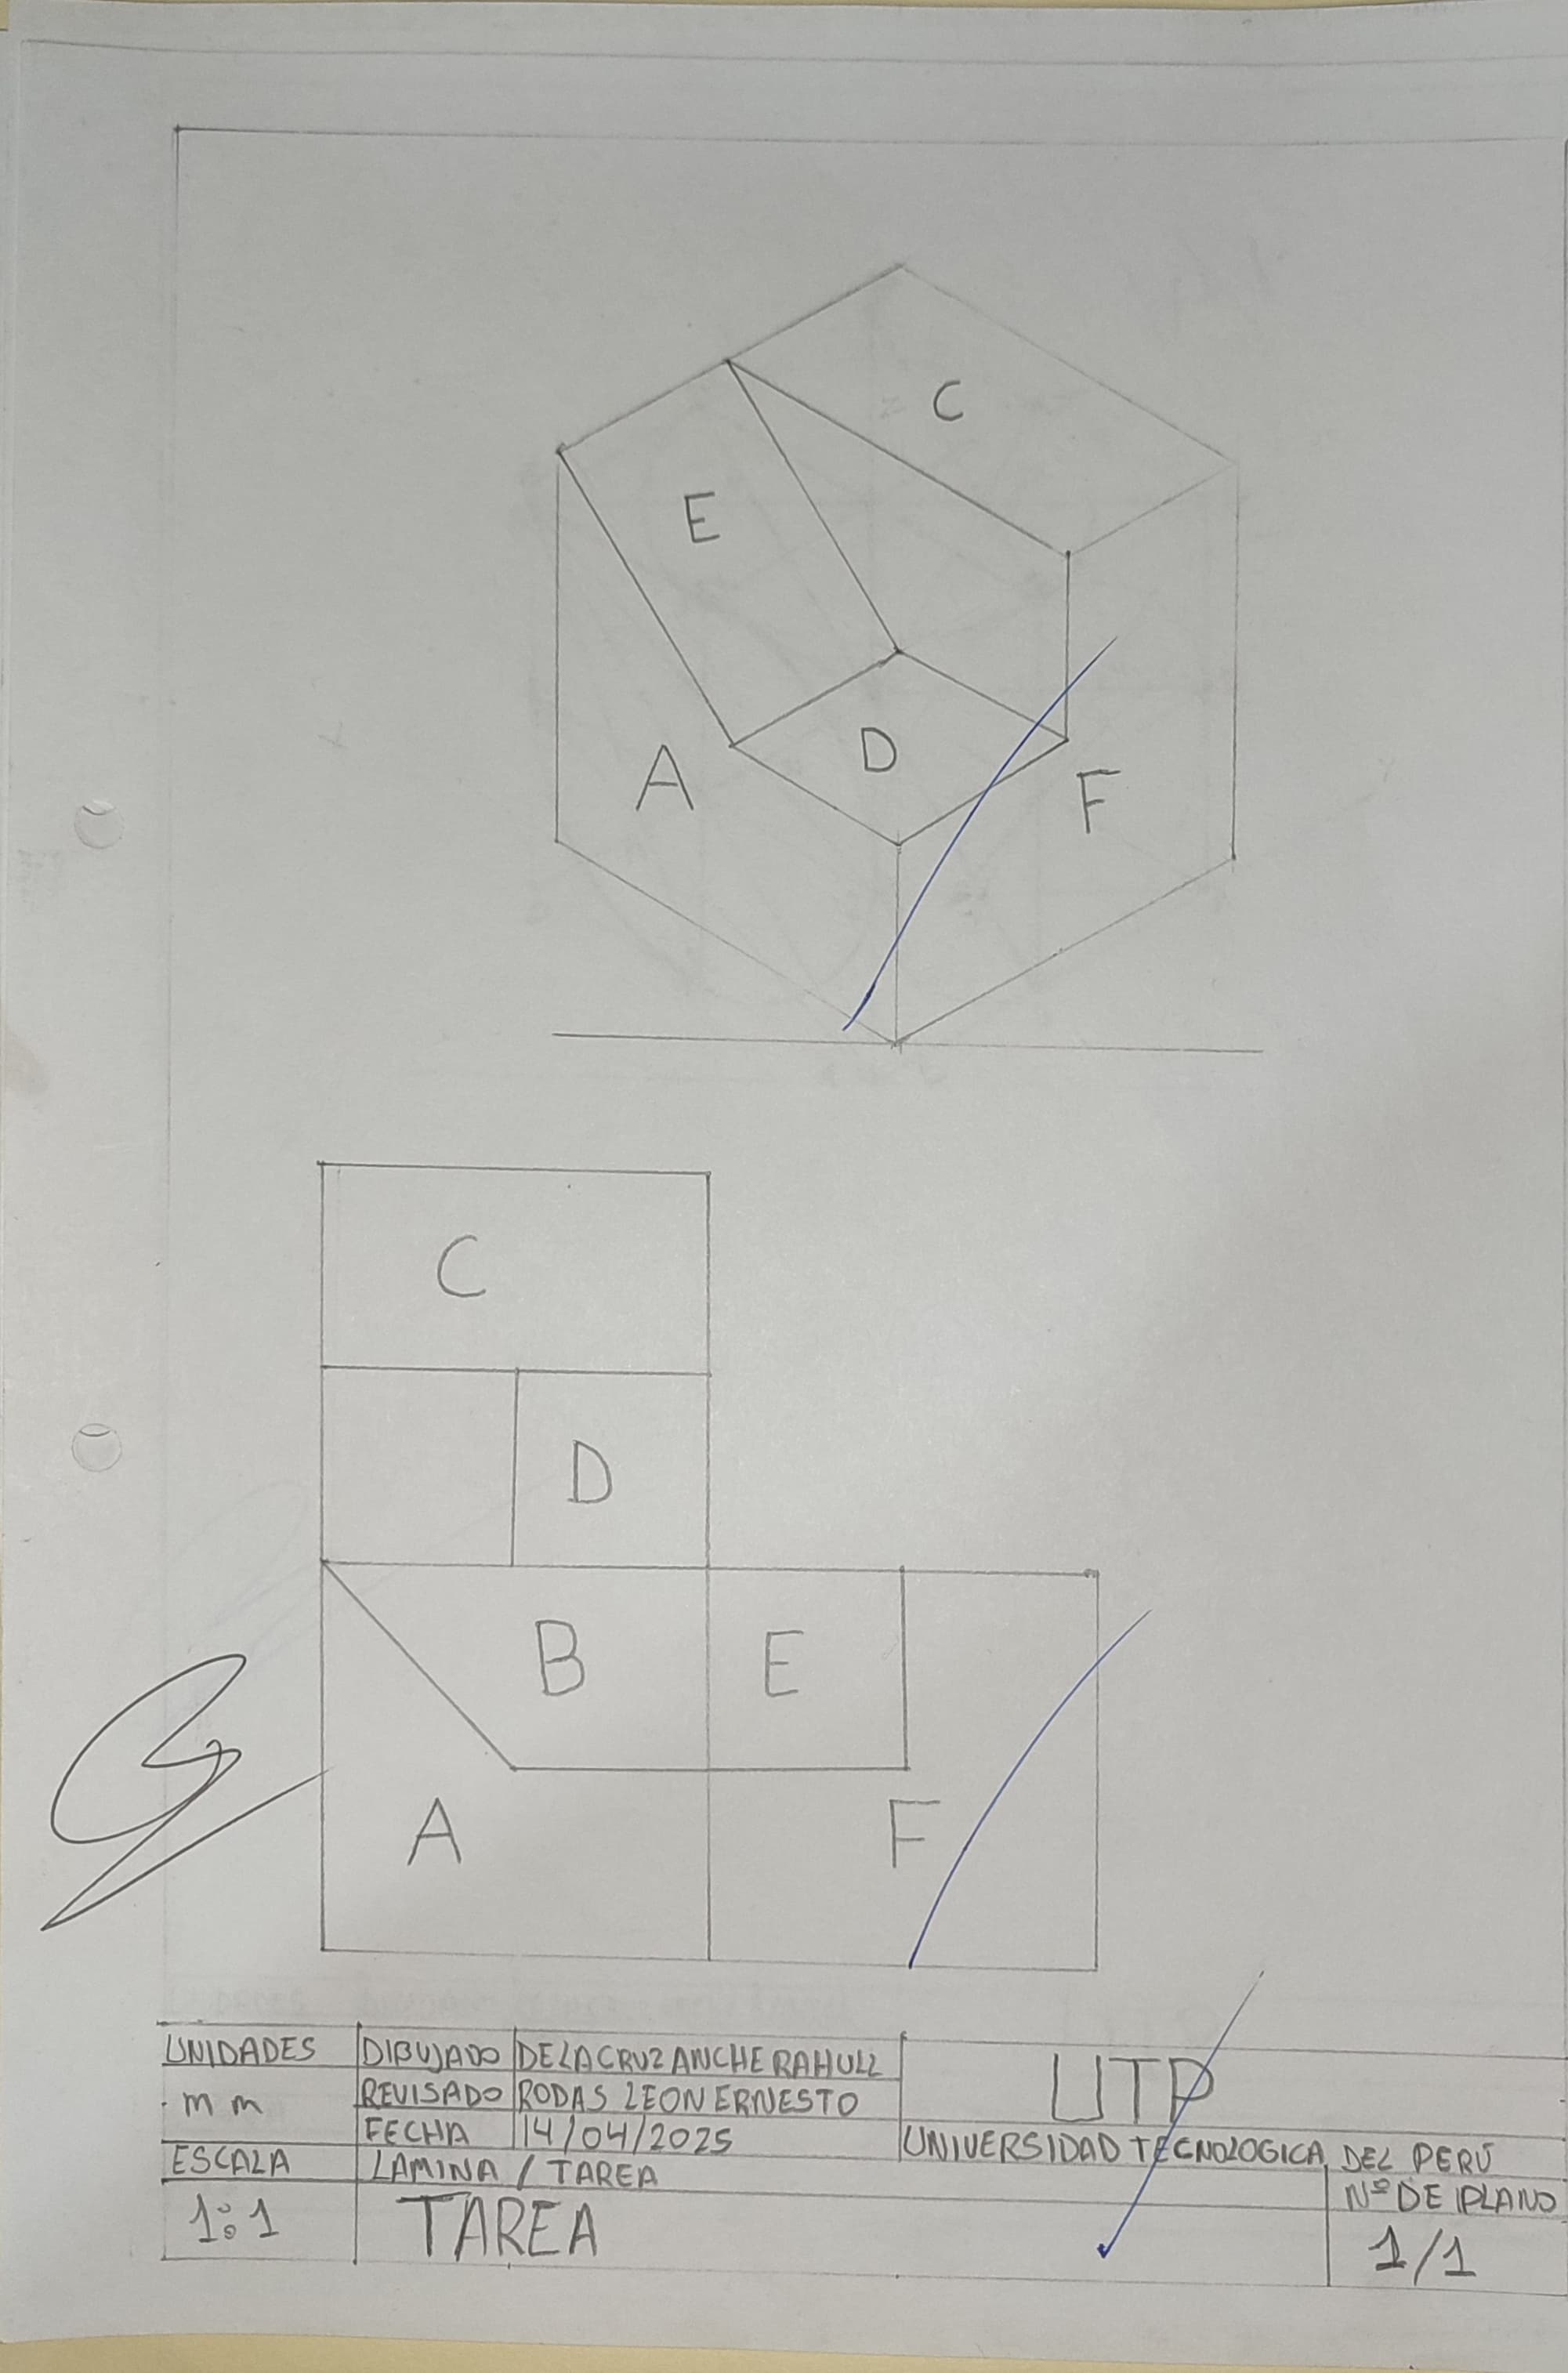 C
E
A
D
F
C
D
B
E
A
F
UNIDADES
mm
ESCALA
1:1
DIBUJADO DELACRUZ ANCHE RAHULL
REVISADO RODAS LEON ERNESTO
FECHA 14/04/2025
LAMINA / TAREA
TAREA
UTP
UNIVERSIDAD TECNOLOGICA DEL PERÚ
Nº DE PLANO
1/1